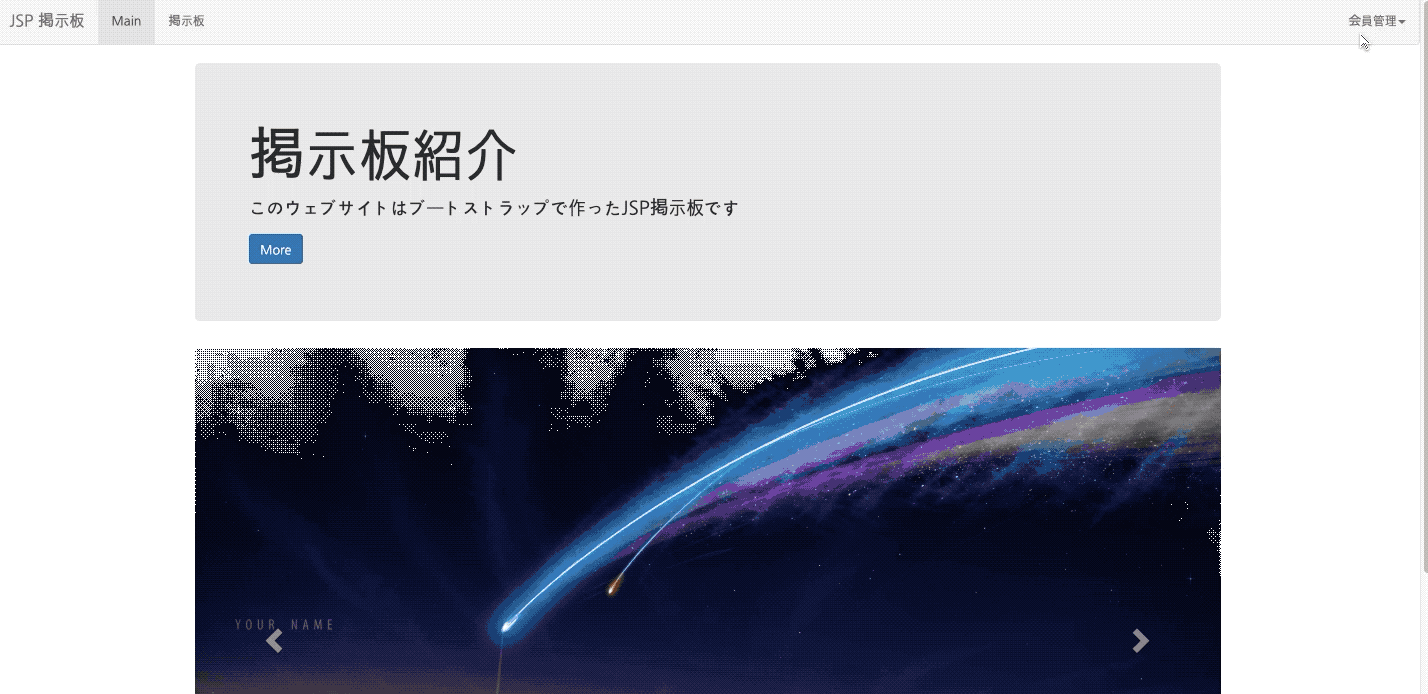 JSP 掲示板 Main 掲示板 会員管理
掲示板紹介
このウェブサイトはブートストラップで作ったJSP掲示板です
More
YOUR NAME